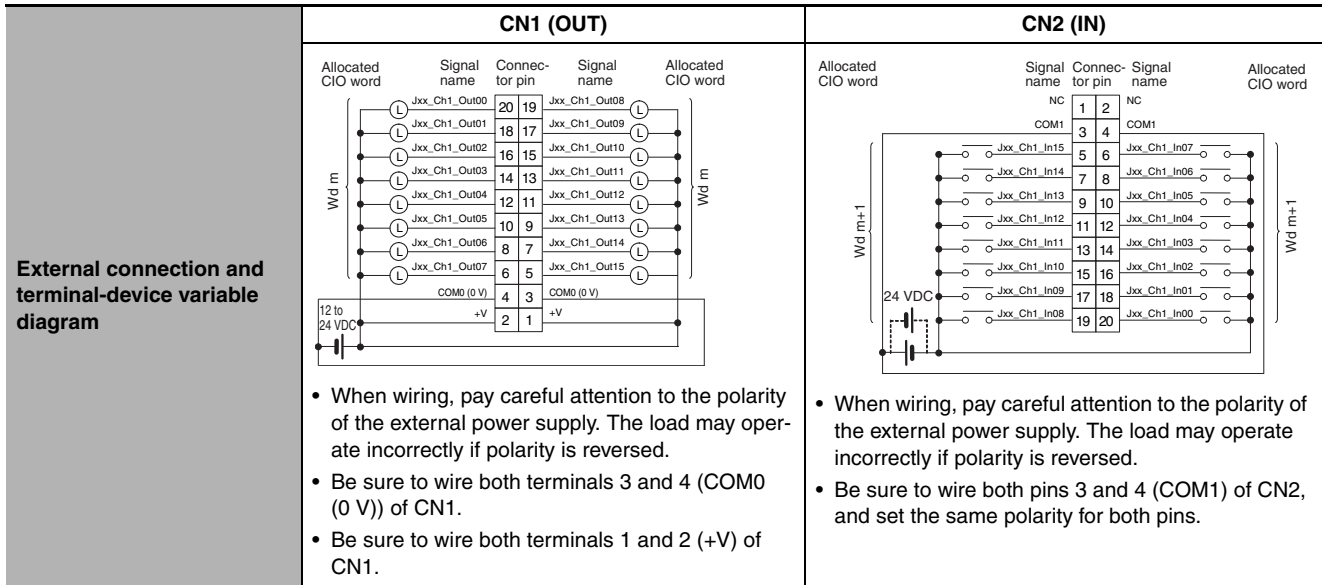 External connection and
terminal-device variable
diagram
CN1 (OUT)
Allocated
CIO word
Signal
name
Connec-
tor pin
Signal
name
Allocated
CIO word
L Jxx_Ch1_Out00 20 19 Jxx_Ch1_Out08 L
L Jxx_Ch1_Out01 18 17 Jxx_Ch1_Out09 L
L Jxx_Ch1_Out02 16 15 Jxx_Ch1_Out10 L
L Jxx_Ch1_Out03 14 13 Jxx_Ch1_Out11 L
L Jxx_Ch1_Out04 12 11 Jxx_Ch1_Out12 L
L Jxx_Ch1_Out05 10 9 Jxx_Ch1_Out13 L
L Jxx_Ch1_Out06 8 7 Jxx_Ch1_Out14 L
L Jxx_Ch1_Out07 6 5 Jxx_Ch1_Out15 L
COM0 (0 V) 4 3 COM0 (0 V)
+V 2 1 +V
Wd m
Wd m
12 to
24 VDC
• When wiring, pay careful attention to the polarity
of the external power supply. The load may oper-
ate incorrectly if polarity is reversed.
• Be sure to wire both terminals 3 and 4 (COM0
(0 V)) of CN1.
• Be sure to wire both terminals 1 and 2 (+V) of
CN1.
CN2 (IN)
Allocated
CIO word
Signal
name
Connec-
tor pin
Signal
name
Allocated
CIO word
NC 1 2 NC
COM1 3 4 COM1
Jxx_Ch1_In15 5 6 Jxx_Ch1_In07
Jxx_Ch1_In14 7 8 Jxx_Ch1_In06
Jxx_Ch1_In13 9 10 Jxx_Ch1_In05
Jxx_Ch1_In12 11 12 Jxx_Ch1_In04
Jxx_Ch1_In11 13 14 Jxx_Ch1_In03
Jxx_Ch1_In10 15 16 Jxx_Ch1_In02
Jxx_Ch1_In09 17 18 Jxx_Ch1_In01
Jxx_Ch1_In08 19 20 Jxx_Ch1_In00
Wd m+1
Wd m+1
24 VDC
• When wiring, pay careful attention to the polarity of
the external power supply. The load may operate
incorrectly if polarity is reversed.
• Be sure to wire both pins 3 and 4 (COM1) of CN2,
and set the same polarity for both pins.